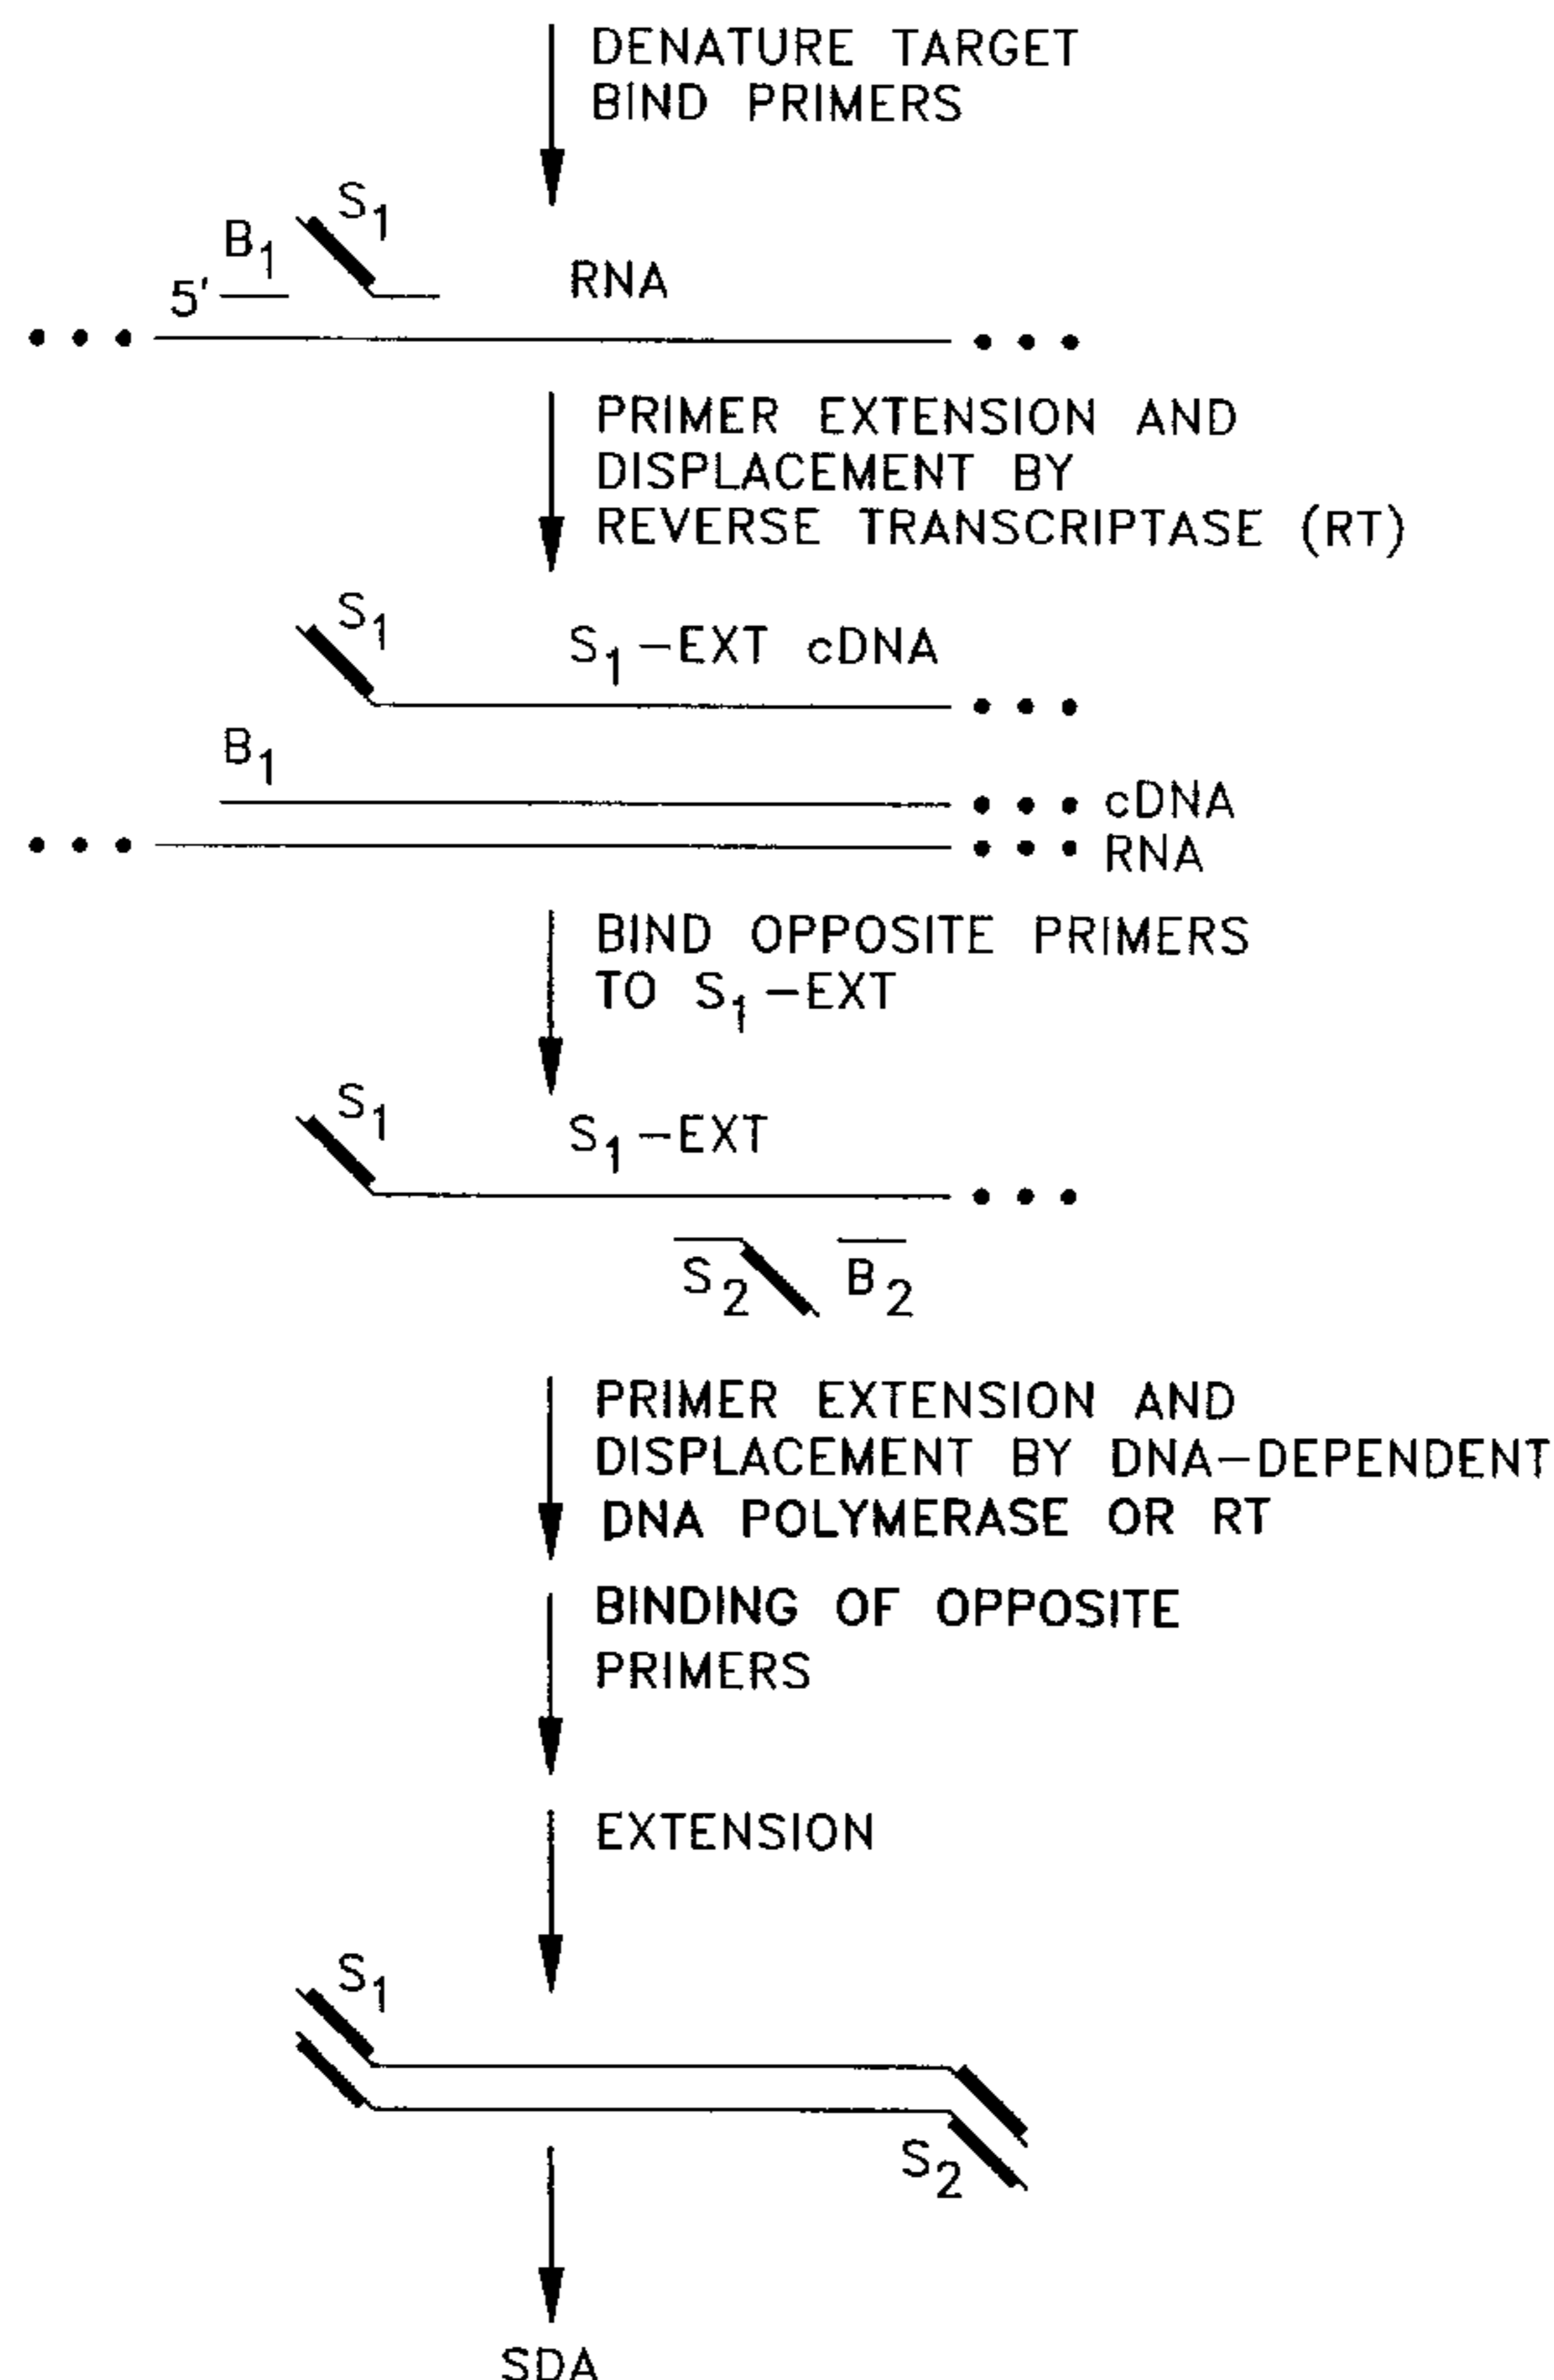 DENATURE TARGET
BIND PRIMERS
S1
B1
5'
RNA
PRIMER EXTENSION AND
DISPLACEMENT BY
REVERSE TRANSCRIPTASE (RT)
S1
S1-EXT cDNA
B1
cDNA
RNA
BIND OPPOSITE PRIMERS
TO S1-EXT
S1
S1-EXT
S2
B2
PRIMER EXTENSION AND
DISPLACEMENT BY DNA-DEPENDENT
DNA POLYMERASE OR RT
BINDING OF OPPOSITE
PRIMERS
EXTENSION
S1
S2
SDA